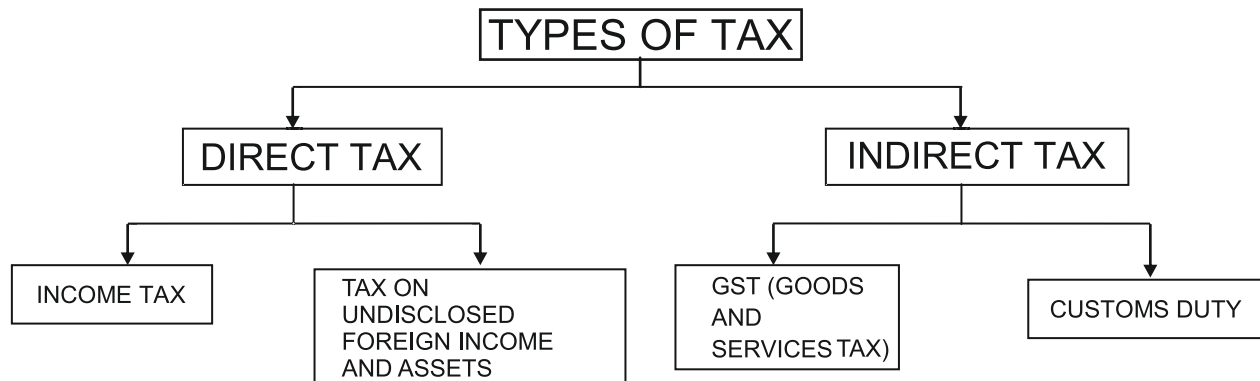 TYPES OF TAX
DIRECT TAX
INDIRECT TAX
INCOME TAX
TAX ON
UNDISCLOSED
FOREIGN INCOME
AND ASSETS
GST (GOODS
AND
SERVICES TAX)
CUSTOMS DUTY